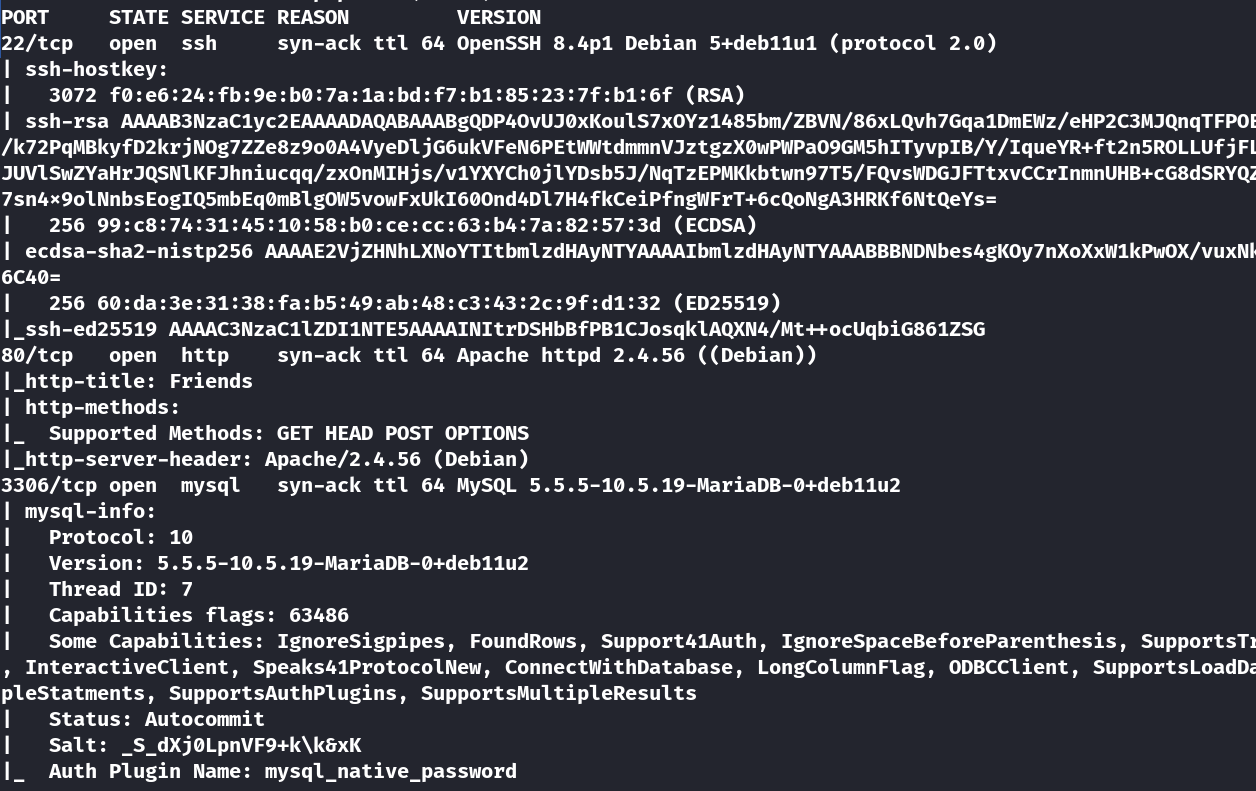 PORT     STATE SERVICE REASON         VERSION
22/tcp   open  ssh     syn-ack ttl 64 OpenSSH 8.4p1 Debian 5+deb11u1 (protocol 2.0)
| ssh-hostkey:
|   3072 f0:e6:24:fb:9e:b0:7a:1a:bd:f7:b1:85:23:7f:b1:6f (RSA)
| ssh-rsa AAAAB3NzaC1yc2EAAAADAQABAAABgQDP4OvUJ0xKoulS7xOYz1485bm/ZBVN/86xLQvh7Gqa1DmEWz/eHP2C3MJQnqTFPOE
/k72PqMBkyfD2krjNOg7ZZe8z9o0A4VyeDljG6ukVFeN6PEtWWtdmmnVJztgzX0wPWPaO9GM5hITyvpIB/Y/IqueYR+ft2n5ROLLUfjFL
JUVlSwZYaHrJQSNlKFJhniucqq/zxOnMIHjs/v1YXYCh0jlYDsb5J/NqTzEPMKkbtwn97T5/FQvsWDGJFTtxvCCrInmnUHB+cG8dSRYQZ
7sn4×9olNnbsEogIQ5mbEq0mBlgOW5vowFxUkI60Ond4Dl7H4fkCeiPfngWFrT+6cQoNgA3HRKf6NtQeYs=
|   256 99:c8:74:31:45:10:58:b0:ce:cc:63:b4:7a:82:57:3d (ECDSA)
| ecdsa-sha2-nistp256 AAAAE2VjZHNhLXNoYTItbmlzdHAyNTYAAAAIbmlzdHAyNTYAAABBBNDNbes4gKOy7nXoXxW1kPwOX/vuxNk
6C40=
|   256 60:da:3e:31:38:fa:b5:49:ab:48:c3:43:2c:9f:d1:32 (ED25519)
|_ssh-ed25519 AAAAC3NzaC1lZDI1NTE5AAAAINItrDSHbBfPB1CJosqklAQXN4/Mt++ocUqbiG861ZSG
80/tcp   open  http    syn-ack ttl 64 Apache httpd 2.4.56 ((Debian))
|_http-title: Friends
| http-methods:
|_  Supported Methods: GET HEAD POST OPTIONS
|_http-server-header: Apache/2.4.56 (Debian)
3306/tcp open  mysql   syn-ack ttl 64 MySQL 5.5.5-10.5.19-MariaDB-0+deb11u2
| mysql-info:
|   Protocol: 10
|   Version: 5.5.5-10.5.19-MariaDB-0+deb11u2
|   Thread ID: 7
|   Capabilities flags: 63486
|   Some Capabilities: IgnoreSigpipes, FoundRows, Support41Auth, IgnoreSpaceBeforeParenthesis, SupportsTr
, InteractiveClient, Speaks41ProtocolNew, ConnectWithDatabase, LongColumnFlag, ODBCClient, SupportsLoadDa
pleStatments, SupportsAuthPlugins, SupportsMultipleResults
|   Status: Autocommit
|   Salt: _S_dXj0LpnVF9+k\k&xK
|_  Auth Plugin Name: mysql_native_password